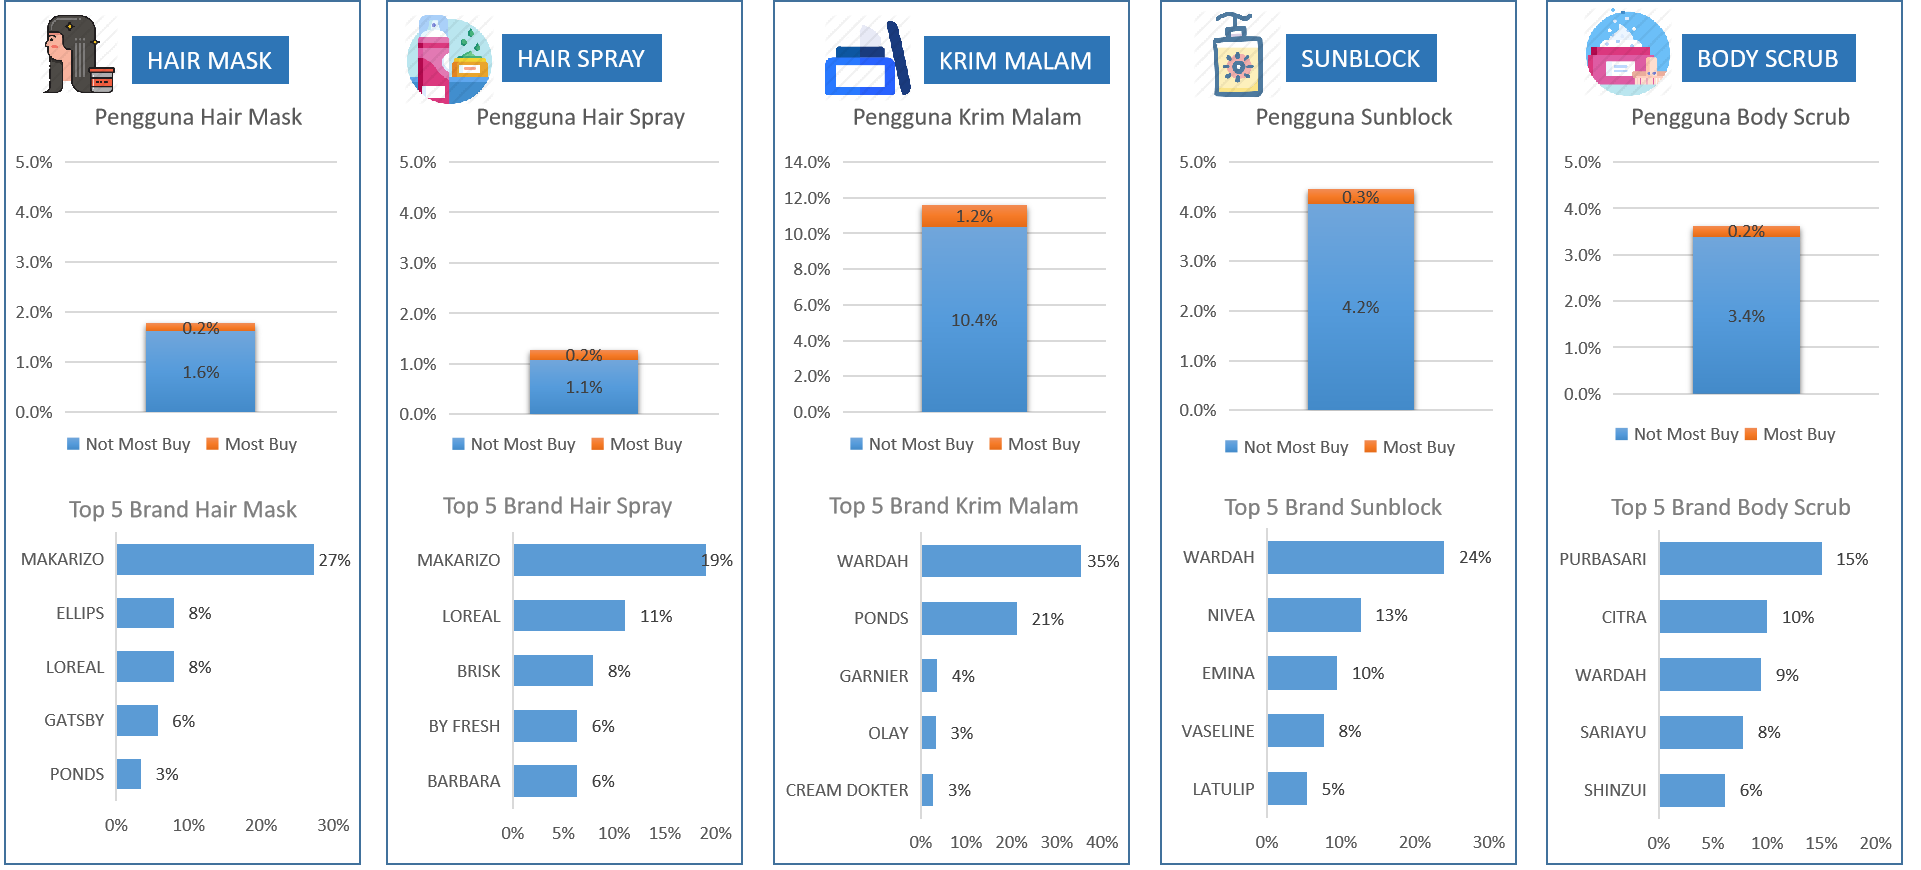 HAIR MASK
Pengguna Hair Mask
5.0%
4.0%
3.0%
2.0%
1.0%
0.0%
0.2%
1.6%
Not Most Buy Most Buy
Top 5 Brand Hair Mask
MAKARIZO 27%
ELLIPS 8%
LOREAL 8%
GATSBY 6%
PONDS 3%
0% 10% 20% 30%
HAIR SPRAY
Pengguna Hair Spray
5.0%
4.0%
3.0%
2.0%
1.0%
0.0%
0.2%
1.1%
Not Most Buy Most Buy
Top 5 Brand Hair Spray
MAKARIZO 19%
LOREAL 11%
BRISK 8%
BY FRESH 6%
BARBARA 6%
0% 5% 10% 15% 20%
KRIM MALAM
Pengguna Krim Malam
14.0%
12.0%
10.0%
8.0%
6.0%
4.0%
2.0%
0.0%
1.2%
10.4%
Not Most Buy Most Buy
Top 5 Brand Krim Malam
WARDAH 35%
PONDS 21%
GARNIER 4%
OLAY 3%
CREAM DOKTER 3%
0% 10% 20% 30% 40%
SUNBLOCK
Pengguna Sunblock
5.0%
4.0%
3.0%
2.0%
1.0%
0.0%
0.3%
4.2%
Not Most Buy Most Buy
Top 5 Brand Sunblock
WARDAH 24%
NIVEA 13%
EMINA 10%
VASELINE 8%
LATULIP 5%
0% 10% 20% 30%
BODY SCRUB
Pengguna Body Scrub
5.0%
4.0%
3.0%
2.0%
1.0%
0.0%
0.2%
3.4%
Not Most Buy Most Buy
Top 5 Brand Body Scrub
PURBASARI 15%
CITRA 10%
WARDAH 9%
SARIAYU 8%
SHINZUI 6%
0% 5% 10% 15% 20%